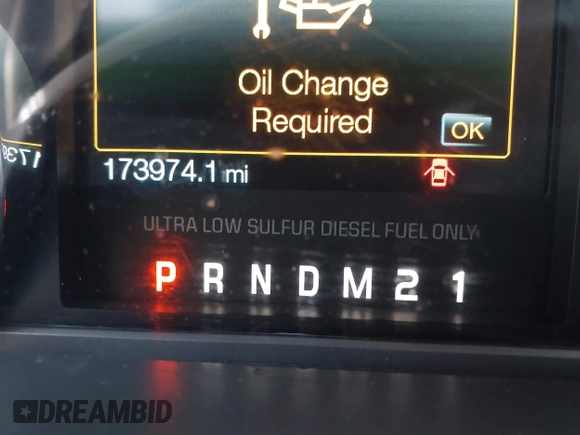 Oil Change
Required
OK
173974.1 mi
ULTRA LOW SULFUR DIESEL FUEL ONLY
P R N D M 2 1
DREAMBID